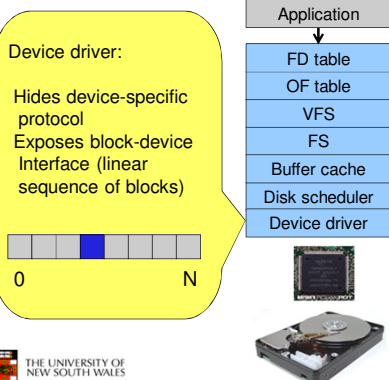 Application
Device driver:
Hides device-specific
protocol
Exposes block-device
Interface (linear
sequence of blocks)
0 N
FD table
OF table
VFS
FS
Buffer cache
Disk scheduler
Device driver
THE UNIVERSITY OF
NEW SOUTH WALES